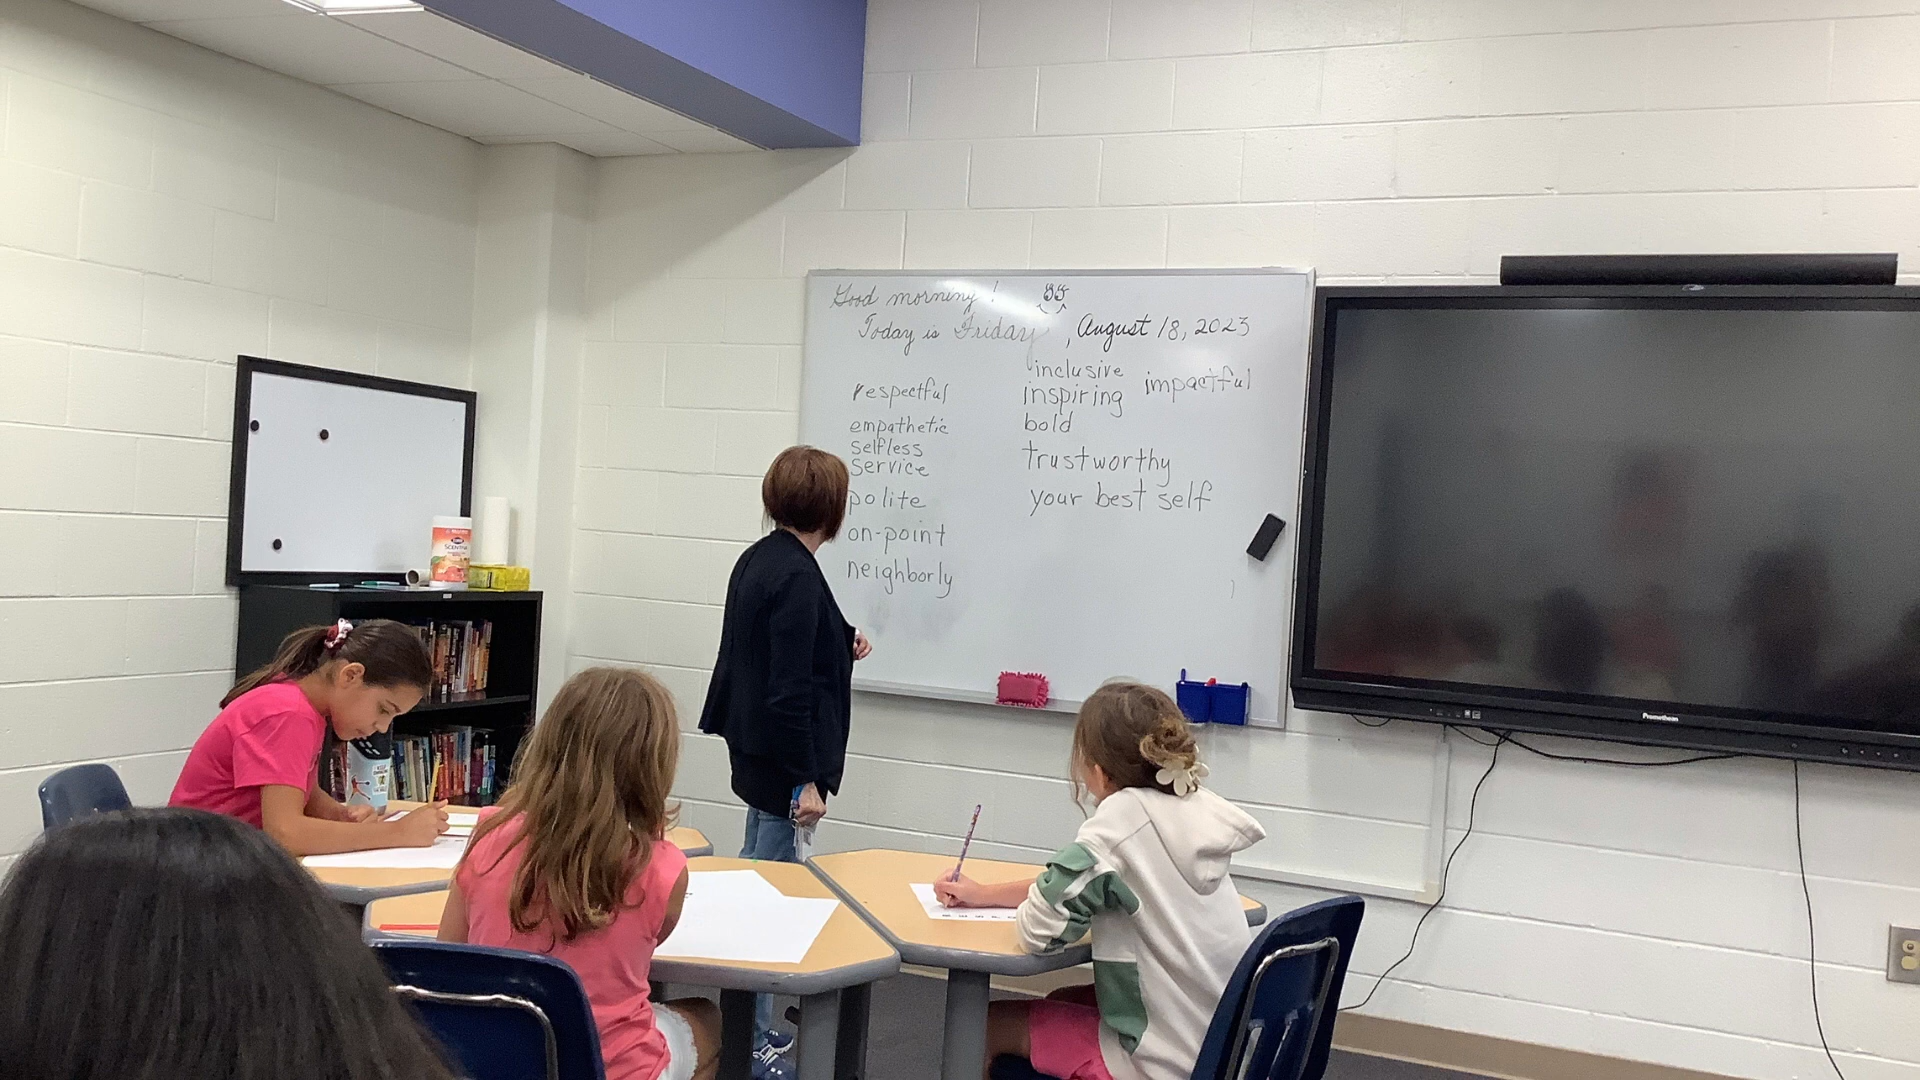 Good morning!
Today is Friday, August 18, 2023
respectful
empathetic
selfless
service
polite
on-point
neighborly
inclusive
inspiring impactful
bold
trustworthy
your best self
Promethean